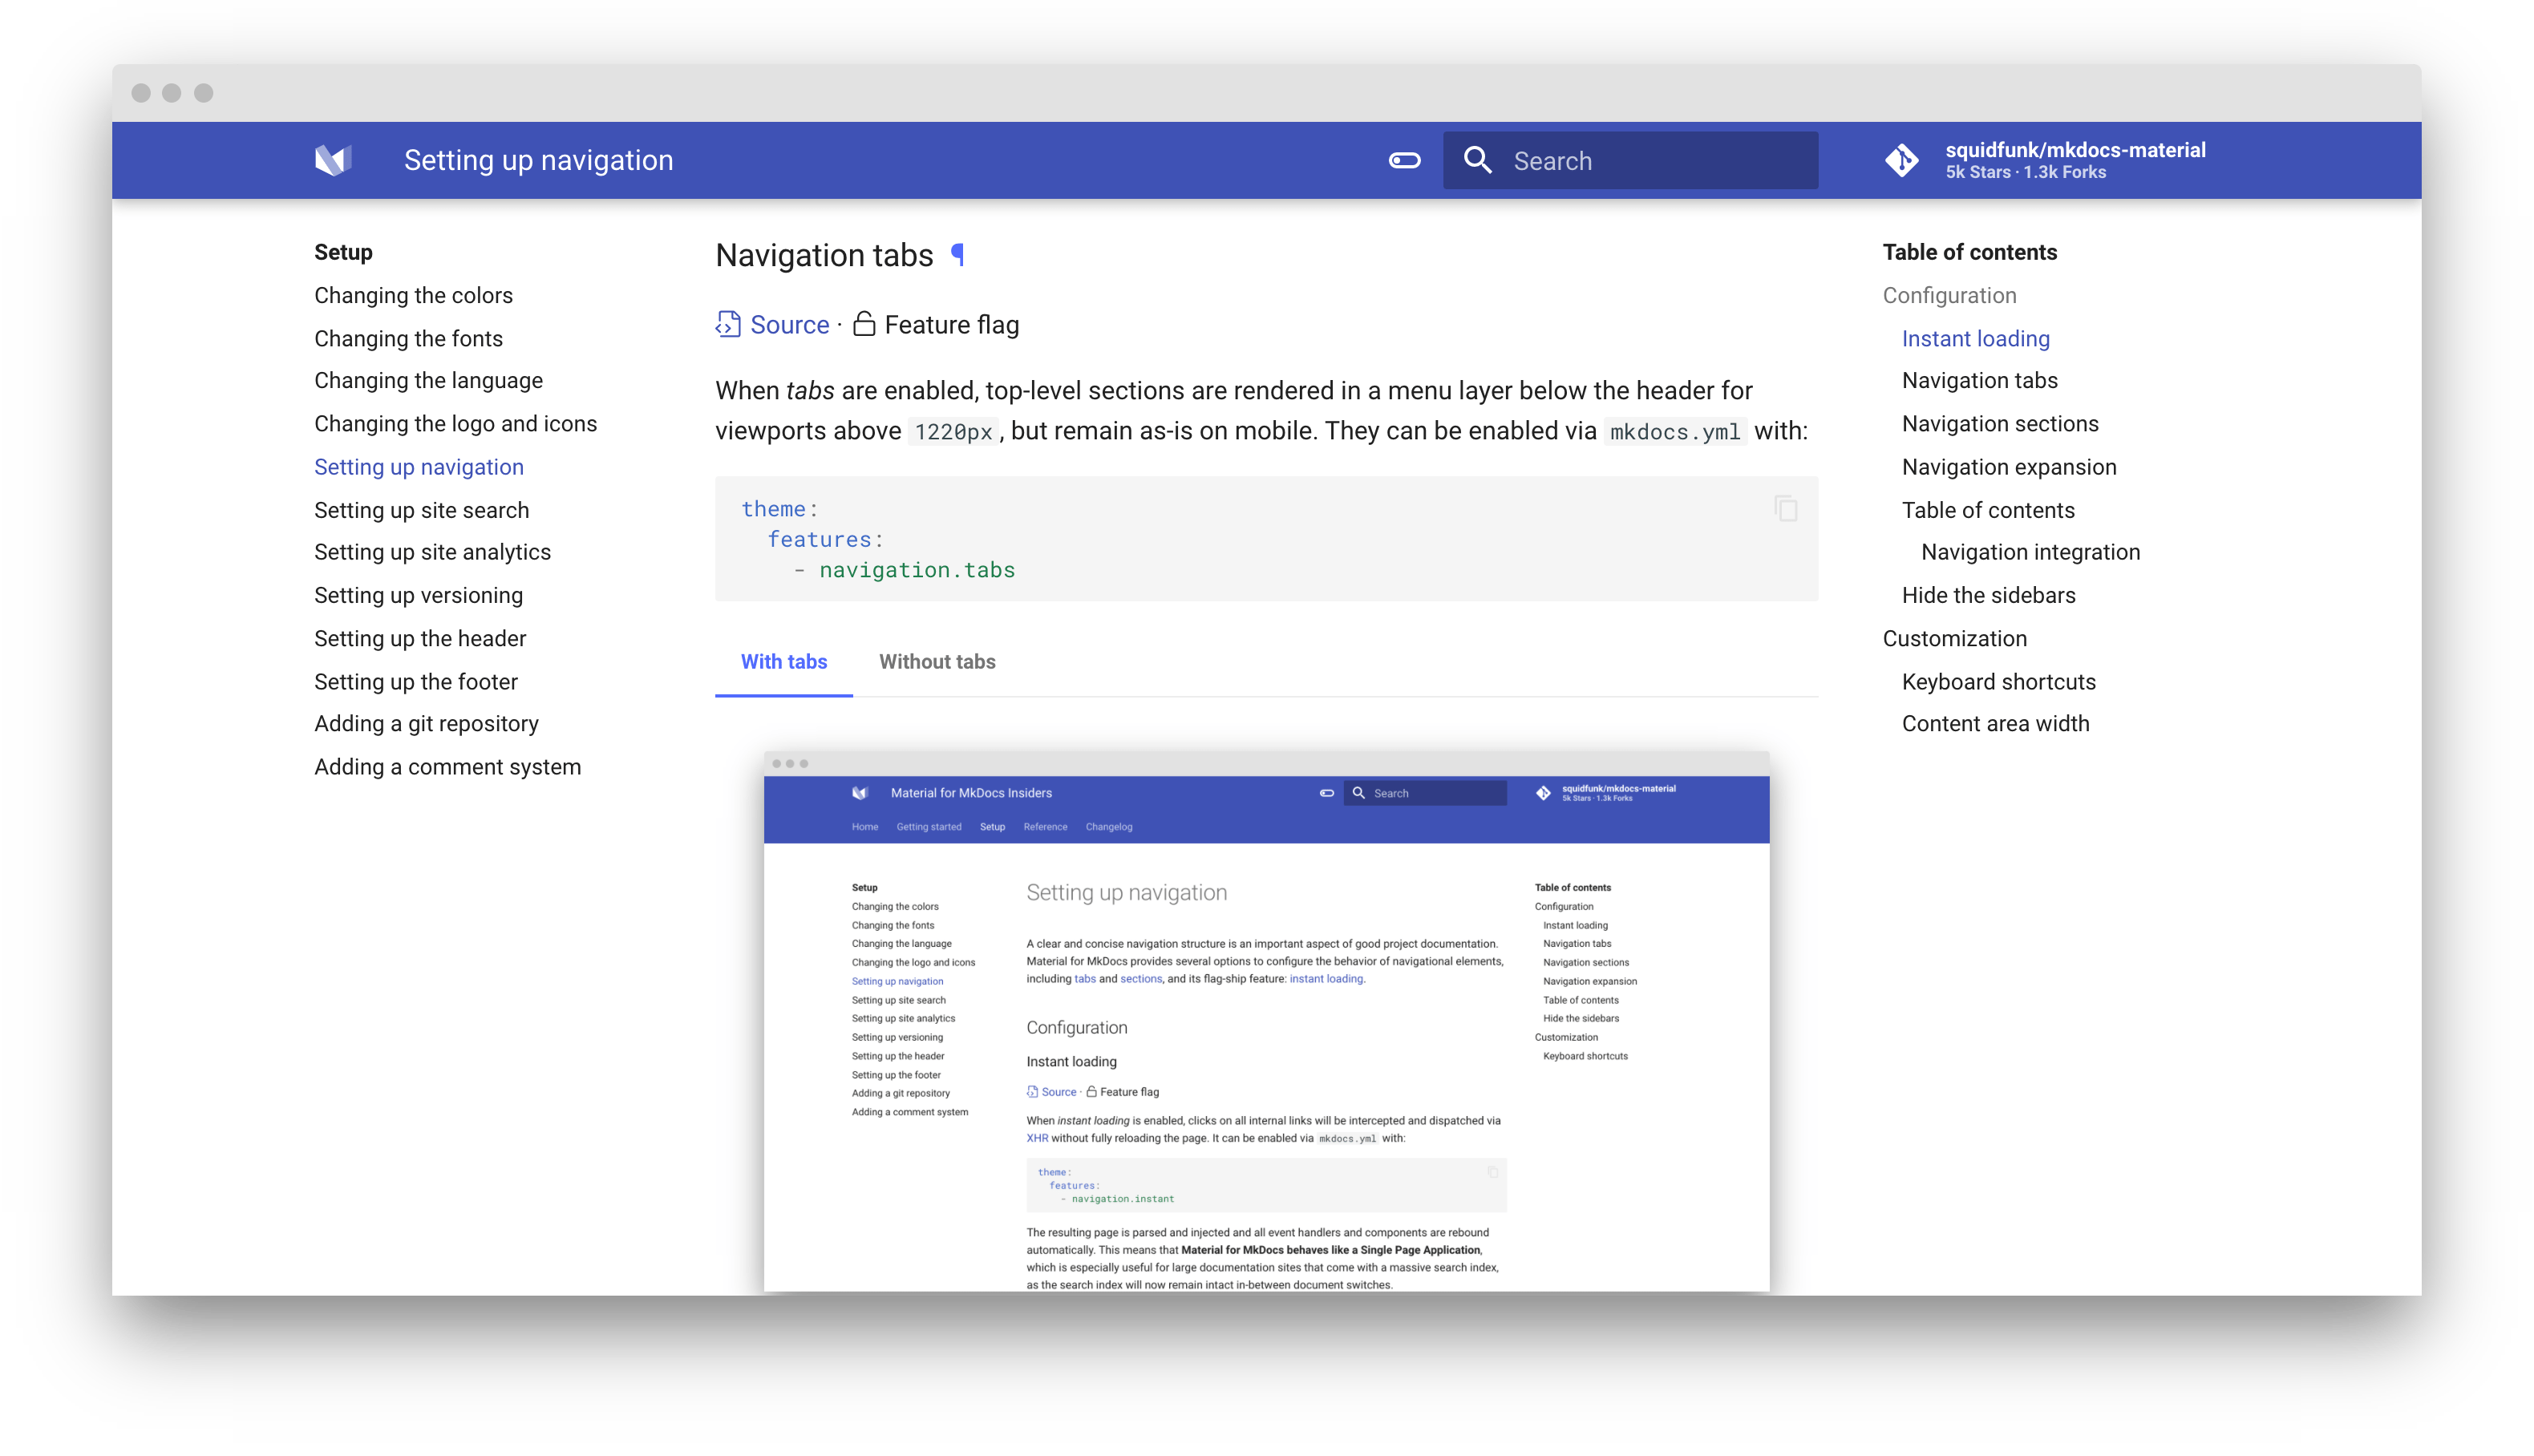 Setting up navigation
Search
squidfunk/mkdocs-material
5k Stars · 1.3k Forks
Setup
Changing the colors
Changing the fonts
Changing the language
Changing the logo and icons
Setting up navigation
Setting up site search
Setting up site analytics
Setting up versioning
Setting up the header
Setting up the footer
Adding a git repository
Adding a comment system
Navigation tabs ¶
Source · Feature flag
When tabs are enabled, top-level sections are rendered in a menu layer below the header for
viewports above 1220px, but remain as-is on mobile. They can be enabled via mkdocs.yml with:
theme:
  features:
    - navigation.tabs
With tabs
Without tabs
Material for MkDocs Insiders
Search
squidfunk/mkdocs-material
5k Stars · 1.3k Forks
Home
Getting started
Setup
Reference
Changelog
Setup
Changing the colors
Changing the fonts
Changing the language
Changing the logo and icons
Setting up navigation
Setting up site search
Setting up site analytics
Setting up versioning
Setting up the header
Setting up the footer
Adding a git repository
Adding a comment system
Setting up navigation
A clear and concise navigation structure is an important aspect of good project documentation.
Material for MkDocs provides several options to configure the behavior of navigational elements,
including tabs and sections, and its flag-ship feature: instant loading.
Configuration
Instant loading
Source · Feature flag
When instant loading is enabled, clicks on all internal links will be intercepted and dispatched via
XHR without fully reloading the page. It can be enabled via mkdocs.yml with:
theme:
  features:
    - navigation.instant
The resulting page is parsed and injected and all event handlers and components are rebound
automatically. This means that Material for MkDocs behaves like a Single Page Application,
which is especially useful for large documentation sites that come with a massive search index,
as the search index will now remain intact in-between document switches.
Table of contents
Configuration
Instant loading
Navigation tabs
Navigation sections
Navigation expansion
Table of contents
Hide the sidebars
Customization
Keyboard shortcuts
Table of contents
Configuration
Instant loading
Navigation tabs
Navigation sections
Navigation expansion
Table of contents
Navigation integration
Hide the sidebars
Customization
Keyboard shortcuts
Content area width